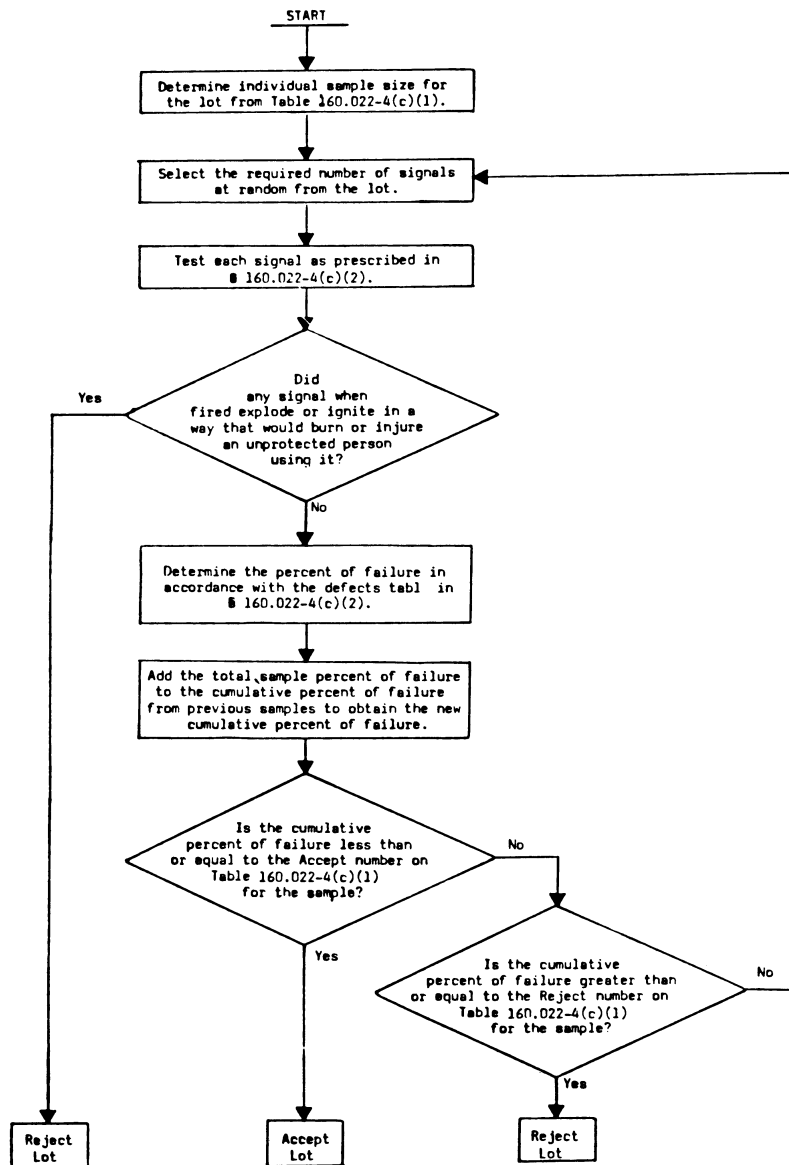 START
Determine individual sample size for
the lot from Table 160.022-4(c)(1).
Select the required number of signals
at random from the lot.
Test each signal as prescribed in
§ 160.022-4(c)(2).
Did
any signal when
fired explode or ignite in a
way that would burn or injure
an unprotected person
using it?
Yes
No
Determine the percent of failure in
accordance with the defects tabl in
§ 160.022-4(c)(2).
Add the total sample percent of failure
to the cumulative percent of failure
from previous samples to obtain the new
cumulative percent of failure.
Is the cumulative
percent of failure less than
or equal to the Accept number on
Table 160.022-4(c)(1)
for the sample?
No
Yes
Is the cumulative
percent of failure greater than
or equal to the Reject number on
Table 160.022-4(c)(1)
for the sample?
No
Yes
Reject
Lot
Accept
Lot
Reject
Lot